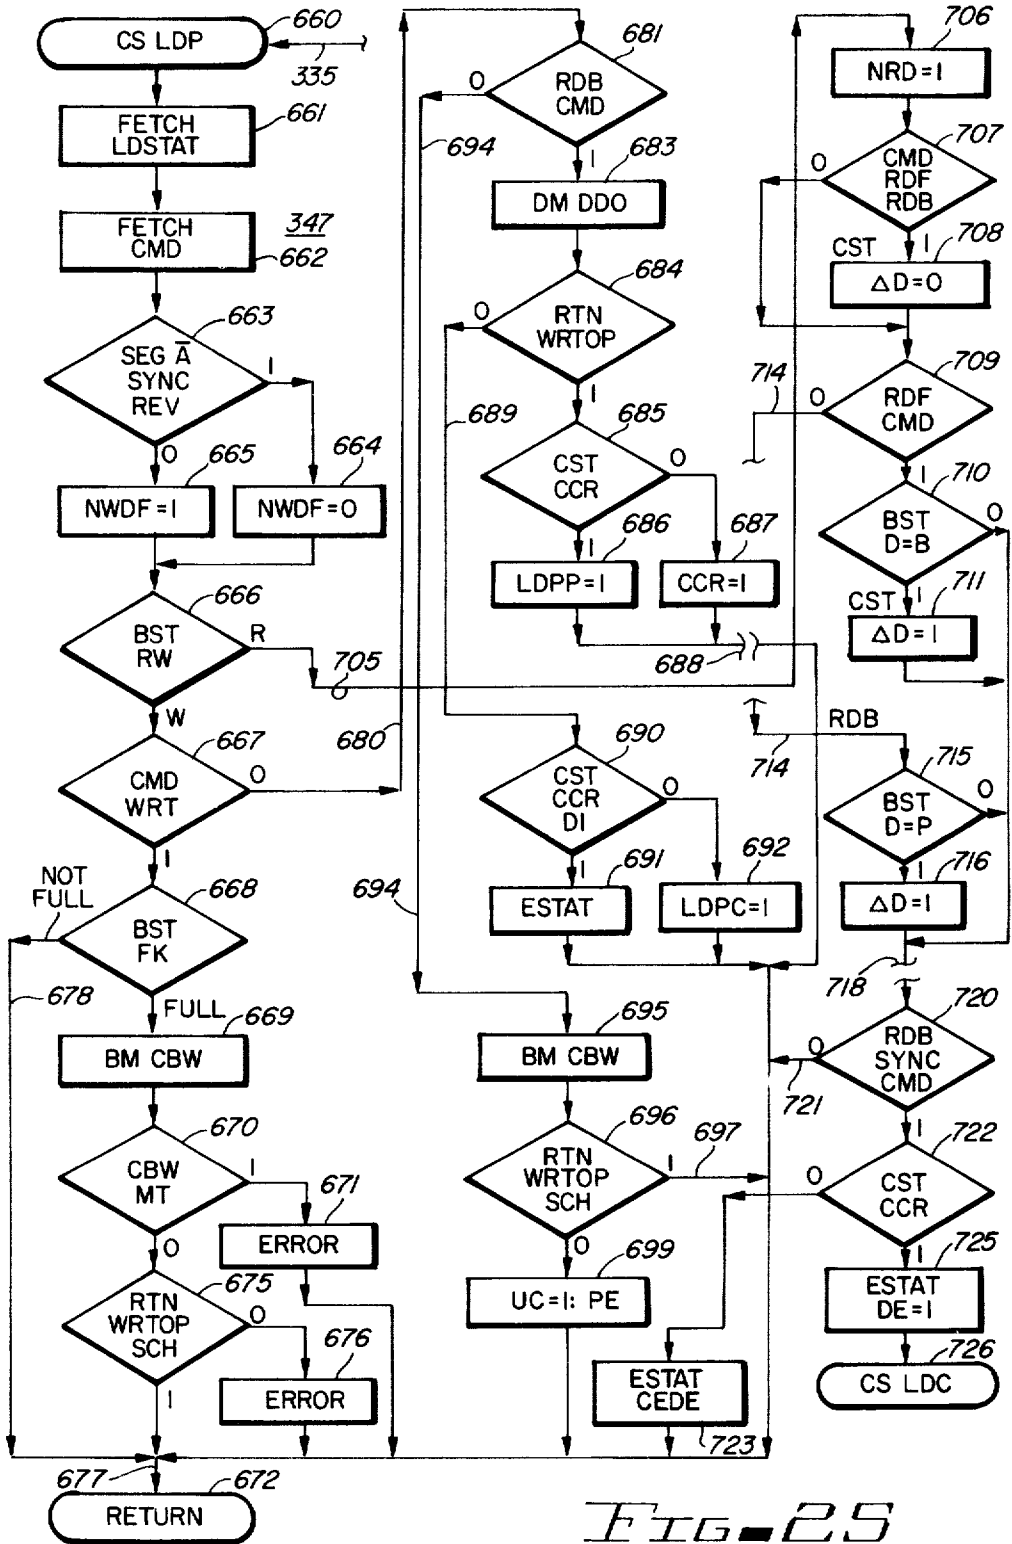 CS LDP
660
335
FETCH
LDSTAT
661
FETCH
CMD
347
662
SEG A̅
SYNC
REV
663
1
0
665
664
NWDF=1
NWDF=0
666
BST
RW
R
705
W
667
CMD
WRT
0
680
1
NOT
FULL
668
BST
FK
678
FULL
669
BM CBW
670
CBW
MT
1
671
ERROR
0
675
RTN
WRTOP
SCH
0
676
ERROR
1
677
672
RETURN
681
RDB
CMD
0
694
1
683
DM DDO
684
RTN
WRTOP
0
689
1
685
CST
CCR
0
1
686
687
LDPP=1
CCR=1
688
690
CST
CCR
DI
0
1
691
692
ESTAT
LDPC=1
694
695
BM CBW
696
RTN
WRTOP
SCH
1
697
0
699
UC=1: PE
ESTAT
CEDE
723
706
NRD=1
707
CMD
RDF
RDB
0
1
CST
708
ΔD=0
709
RDF
CMD
0
714
1
710
BST
D=B
0
1
CST
711
ΔD=1
RDB
714
715
BST
D=P
0
1
716
ΔD=1
718
720
RDB
SYNC
CMD
0
721
1
722
CST
CCR
0
1
725
ESTAT
DE=1
726
CS LDC
FIG-25